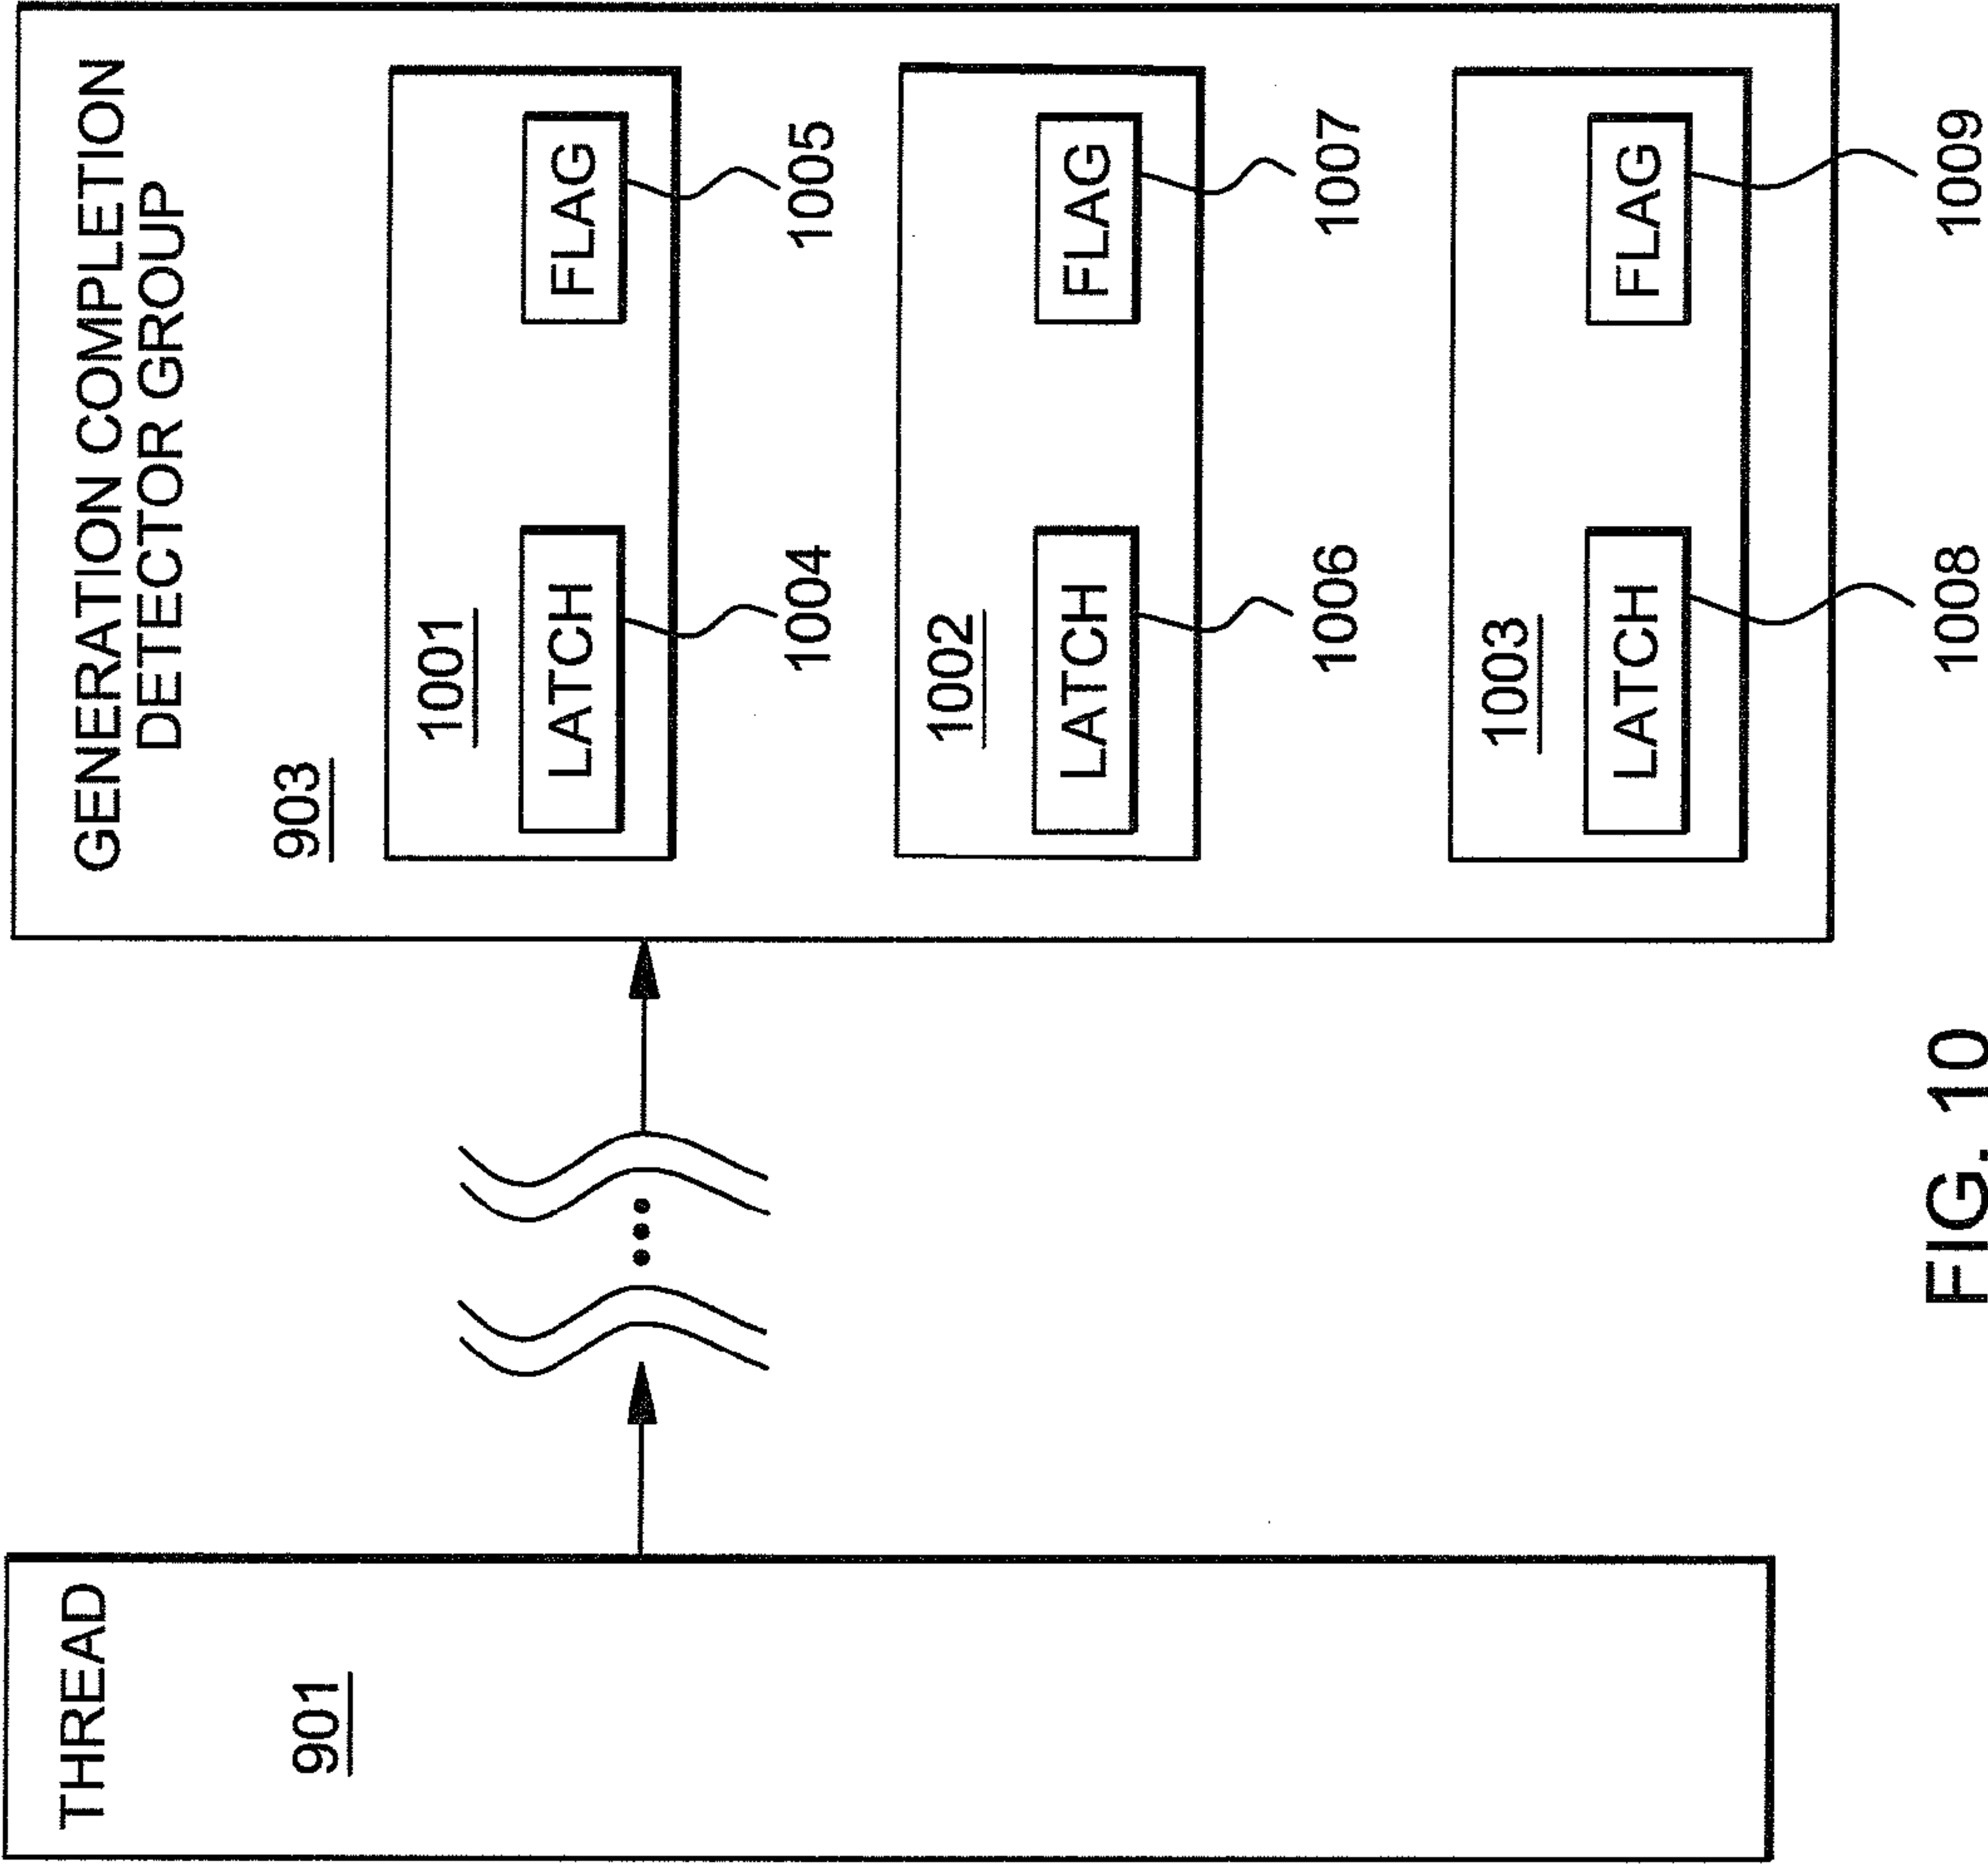 THREAD
901
GENERATION COMPLETION
DETECTOR GROUP
903
1001
LATCH
FLAG
1004
1005
1002
LATCH
FLAG
1006
1007
1003
LATCH
FLAG
1008
1009
FIG. 10